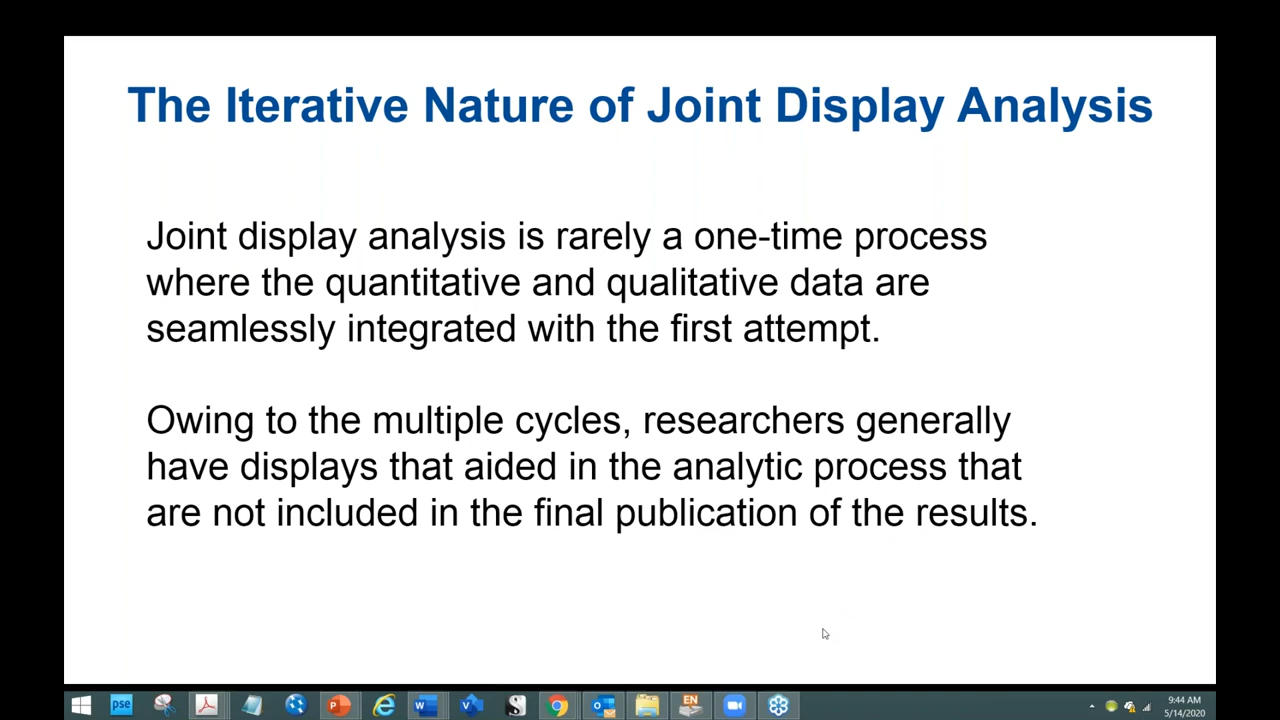 The Iterative Nature of Joint Display Analysis
Joint display analysis is rarely a one-time process
where the quantitative and qualitative data are
seamlessly integrated with the first attempt.
Owing to the multiple cycles, researchers generally
have displays that aided in the analytic process that
are not included in the final publication of the results.
pse
EN
9:44 AM
5/14/2020